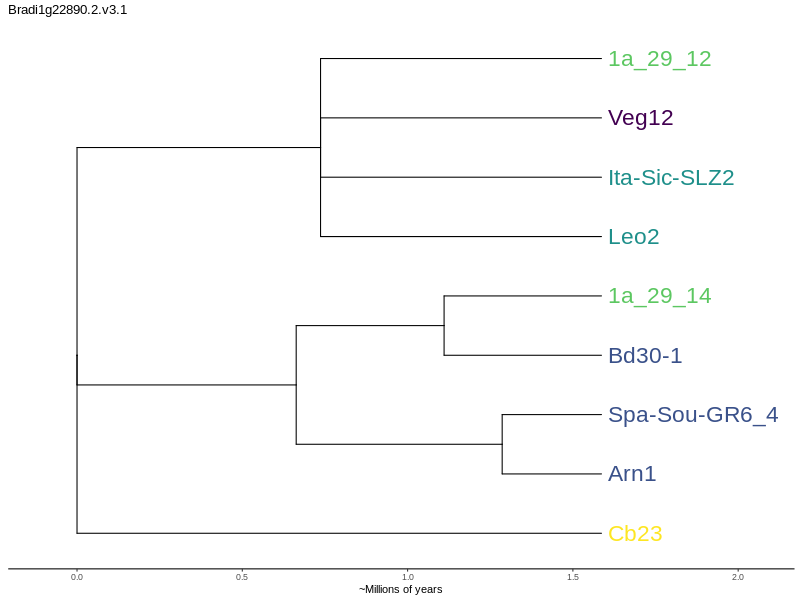 Bradi1g22890.2.v3.1
1a_29_12
Veg12
Ita-Sic-SLZ2
Leo2
1a_29_14
Bd30-1
Spa-Sou-GR6_4
Arn1
Cb23
0.0 0.5 1.0 1.5 2.0
~Millions of years